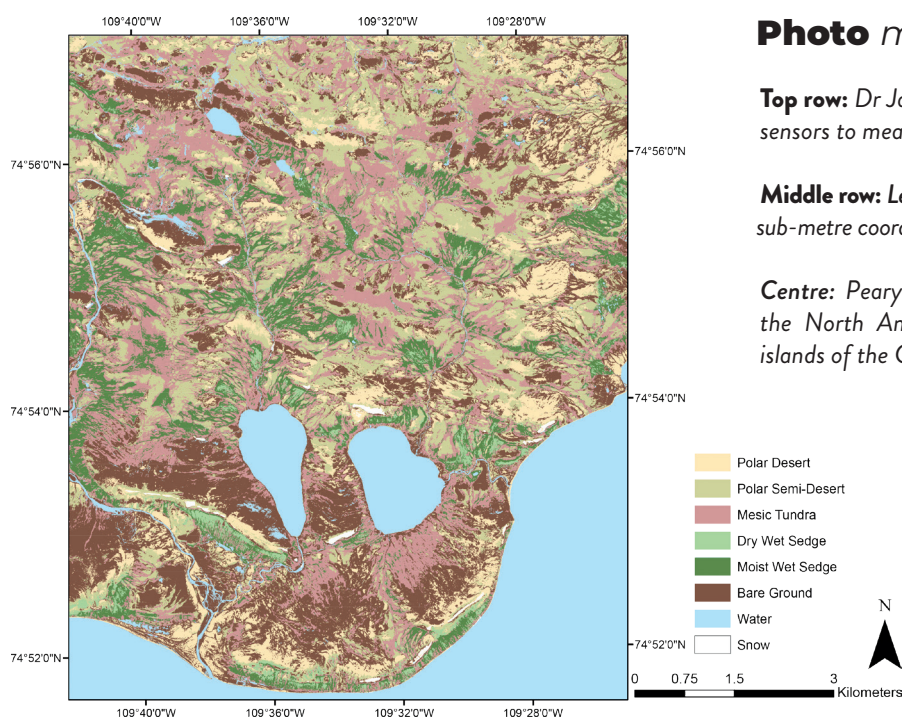 109°40'0"W 109°36'0"W 109°32'0"W 109°28'0"W
74°56'0"N 74°56'0"N
74°54'0"N 74°54'0"N
74°52'0"N 74°52'0"N
109°40'0"W 109°36'0"W 109°32'0"W 109°28'0"W
Photo
Top row: Dr
sensors to
Middle row:
sub-metre
Centre: Peary
the North
islands of the
Polar Desert
Polar Semi-Desert
Mesic Tundra
Dry Wet Sedge
Moist Wet Sedge
Bare Ground
Water
Snow
N
0 0.75 1.5 3
Kilometers